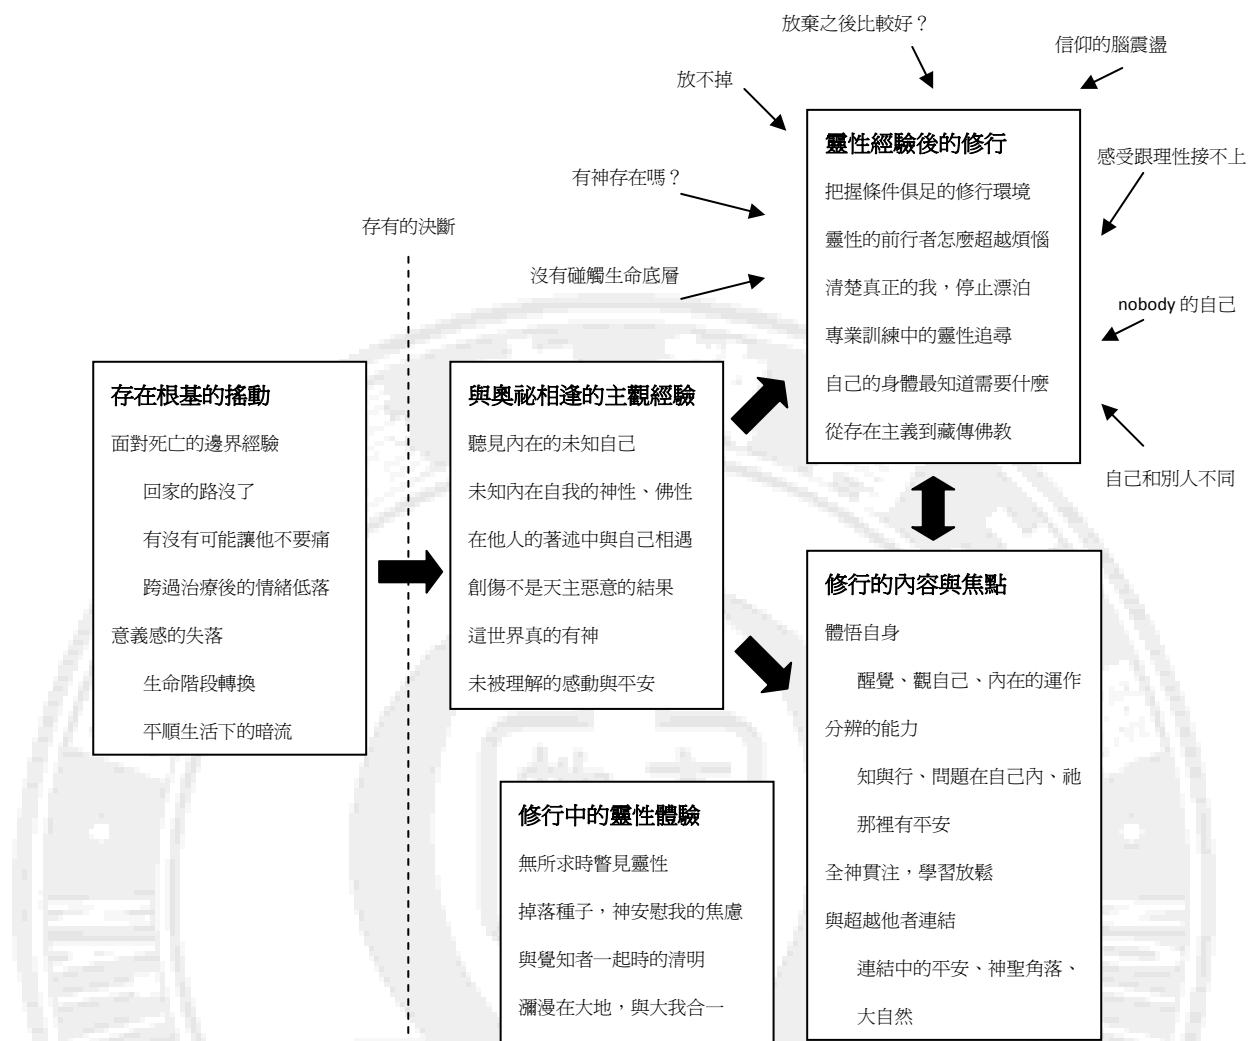 放棄之後比較好？
信仰的腦震盪
放不掉
感受跟理性接不上
有神存在嗎？
存有的決斷
沒有碰觸生命底層
nobody 的自己
自己和別人不同
存在根基的搖動
面對死亡的邊界經驗
回家的路沒了
有沒有可能讓他不要痛
跨過治療後的情緒低落
意義感的失落
生命階段轉換
平順生活下的暗流
與奧祕相逢的主觀經驗
聽見內在的未知自己
未知內在自我的神性、佛性
在他人的著述中與自己相遇
創傷不是天主惡意的結果
這世界真的有神
未被理解的感動與平安
靈性經驗後的修行
把握條件俱足的修行環境
靈性的前行者怎麼超越煩惱
清楚真正的我，停止漂泊
專業訓練中的靈性追尋
自己的身體最知道需要什麼
從存在主義到藏傳佛教
修行中的靈性體驗
無所求時瞥見靈性
掉落種子，神安慰我的焦慮
與覺知者一起時的清明
瀰漫在大地，與大我合一
修行的內容與焦點
體悟自身
醒覺、觀自己、內在的運作
分辨的能力
知與行、問題在自己內、祂
那裡有平安
全神貫注，學習放鬆
與超越他者連結
連結中的平安、神聖角落、
大自然